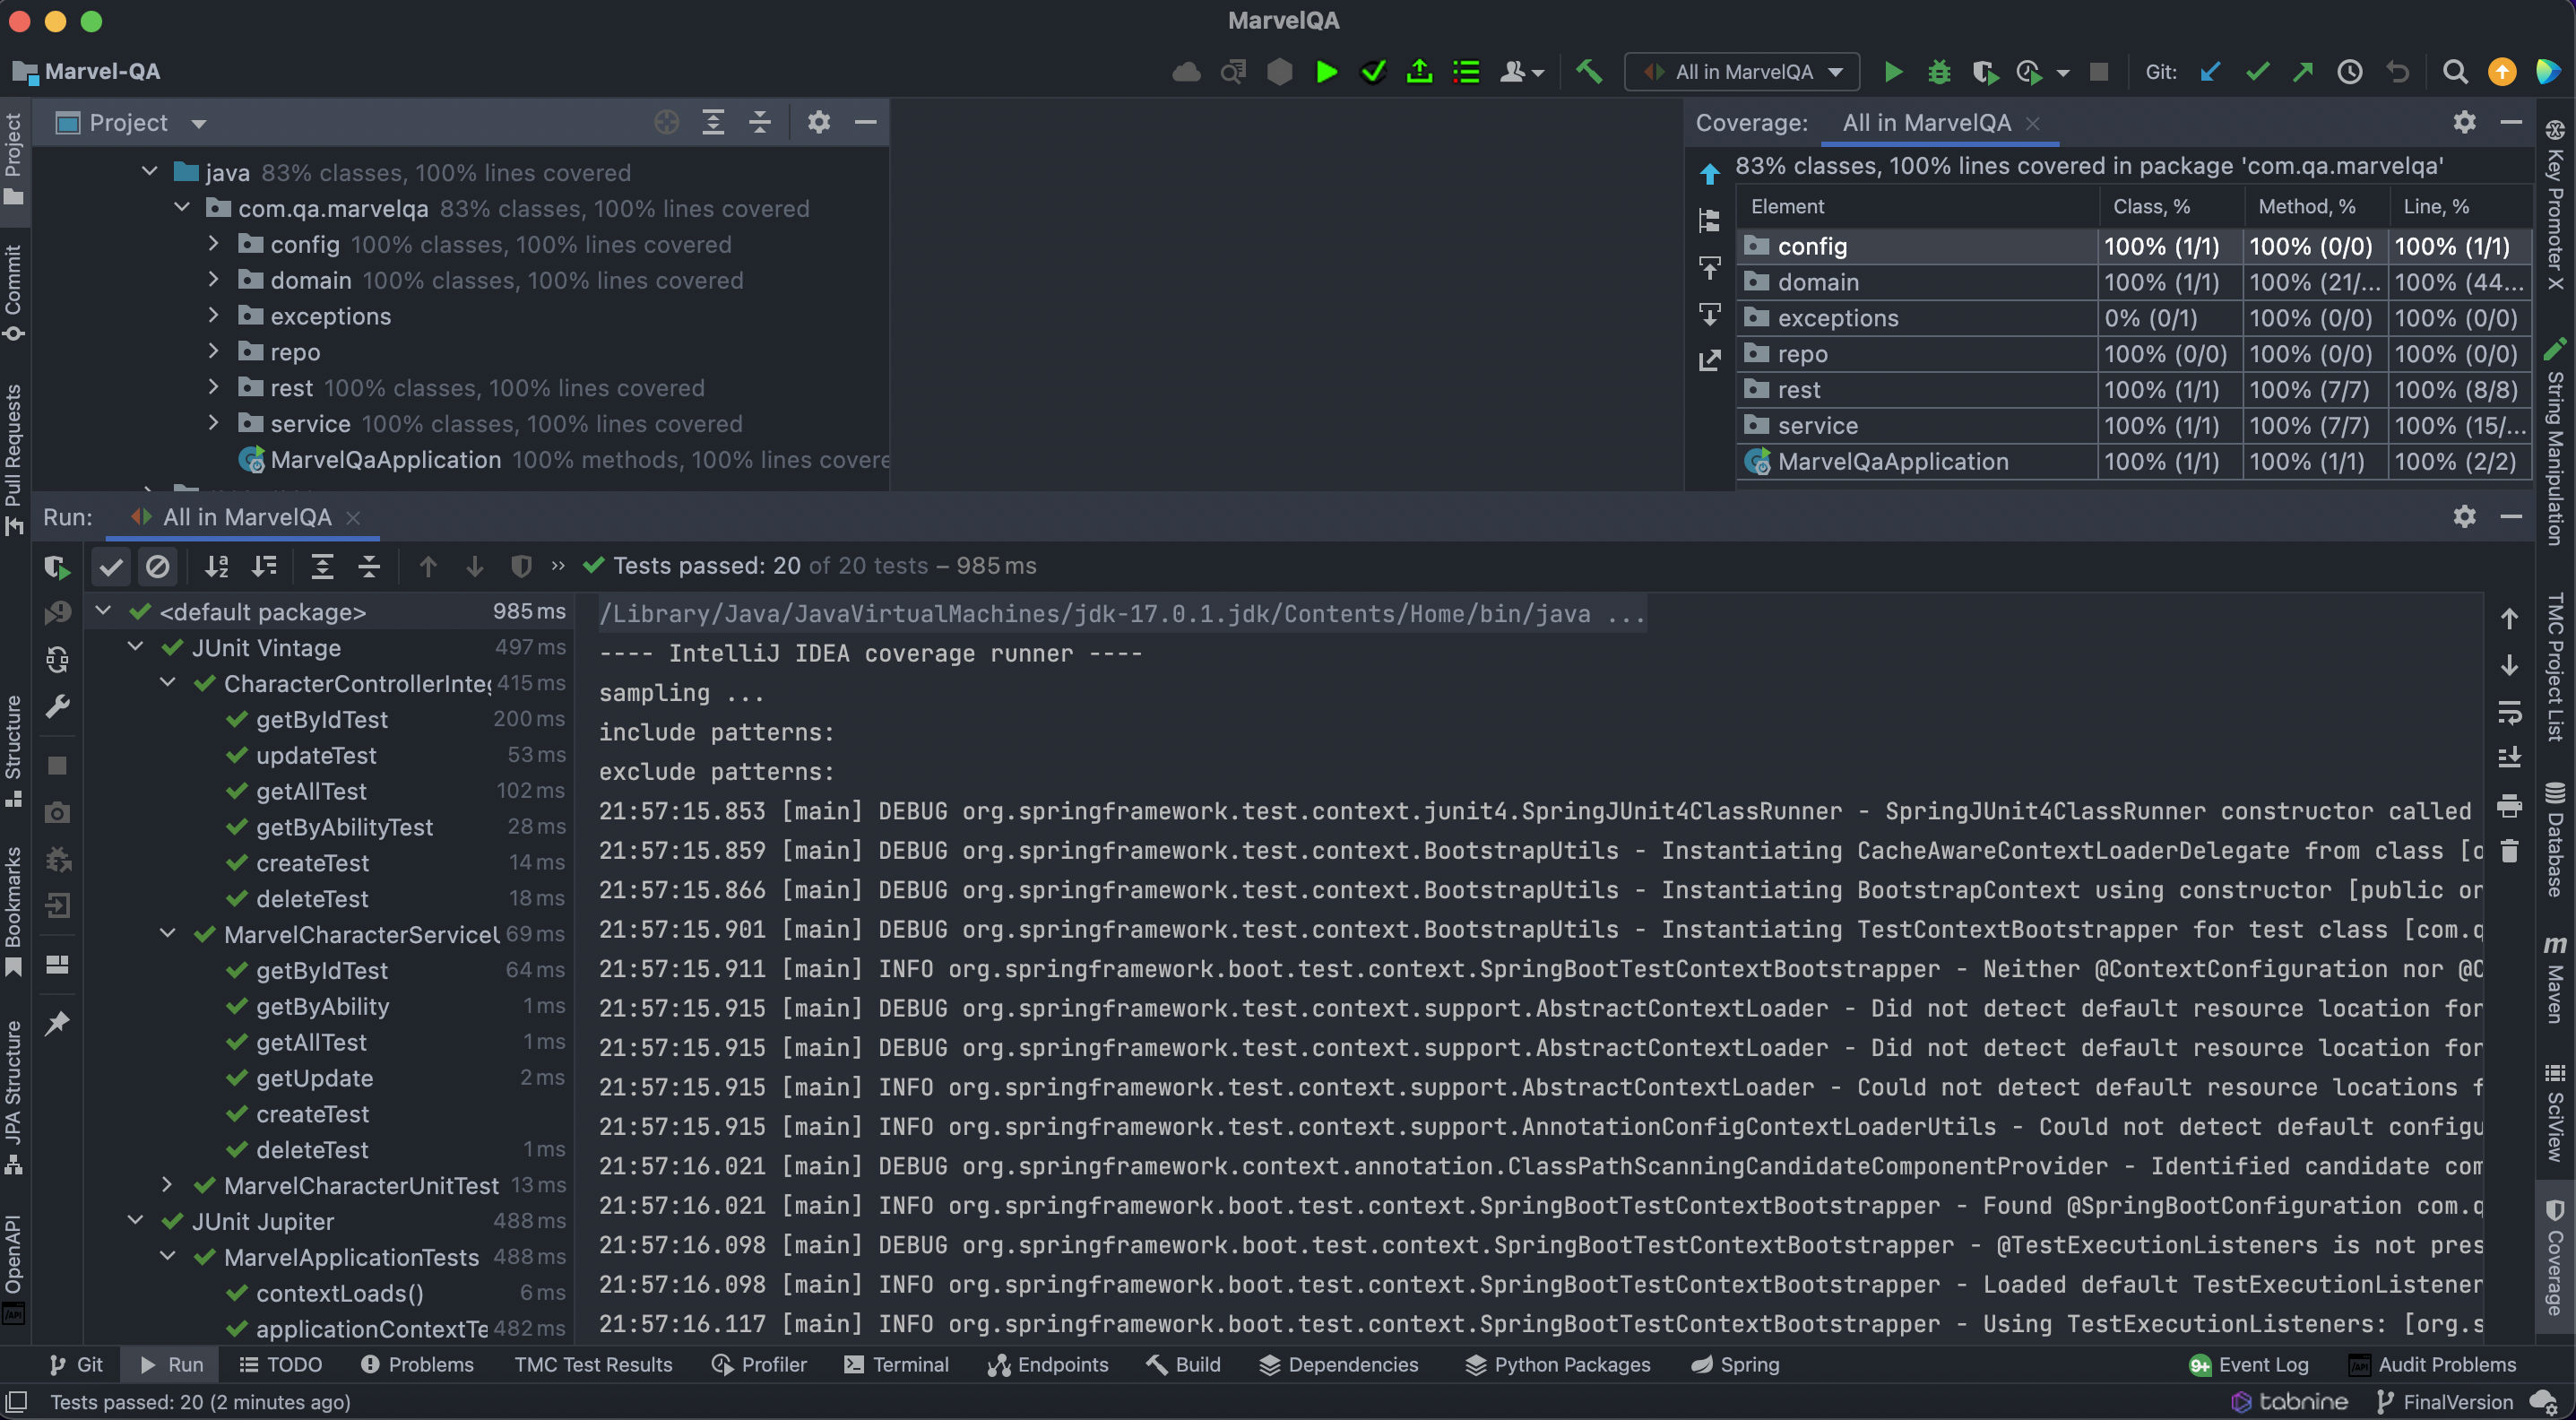 MarvelQA
Marvel-QA
All in MarvelQA
Git:
Project
java 83% classes, 100% lines covered
com.qa.marvelqa 83% classes, 100% lines covered
config 100% classes, 100% lines covered
domain 100% classes, 100% lines covered
exceptions
repo
rest 100% classes, 100% lines covered
service 100% classes, 100% lines covered
MarvelQaApplication 100% methods, 100% lines covere
Coverage: All in MarvelQA
83% classes, 100% lines covered in package 'com.qa.marvelqa'
Element Class, % Method, % Line, %
config 100% (1/1) 100% (0/0) 100% (1/1)
domain 100% (1/1) 100% (21/... 100% (44...
exceptions 0% (0/1) 100% (0/0) 100% (0/0)
repo 100% (0/0) 100% (0/0) 100% (0/0)
rest 100% (1/1) 100% (7/7) 100% (8/8)
service 100% (1/1) 100% (7/7) 100% (15/...
MarvelQaApplication 100% (1/1) 100% (1/1) 100% (2/2)
Run: All in MarvelQA
Tests passed: 20 of 20 tests – 985 ms
<default package> 985 ms
JUnit Vintage 497 ms
CharacterControllerInteg 415 ms
getByIdTest 200 ms
updateTest 53 ms
getAllTest 102 ms
getByAbilityTest 28 ms
createTest 14 ms
deleteTest 18 ms
MarvelCharacterServiceU 69 ms
getByIdTest 64 ms
getByAbility 1 ms
getAllTest 1 ms
getUpdate 2 ms
createTest
deleteTest 1 ms
MarvelCharacterUnitTest 13 ms
JUnit Jupiter 488 ms
MarvelApplicationTests 488 ms
contextLoads() 6 ms
applicationContextTe 482 ms
/Library/Java/JavaVirtualMachines/jdk-17.0.1.jdk/Contents/Home/bin/java ...
---- IntelliJ IDEA coverage runner ----
sampling ...
include patterns:
exclude patterns:
21:57:15.853 [main] DEBUG org.springframework.test.context.junit4.SpringJUnit4ClassRunner - SpringJUnit4ClassRunner constructor called
21:57:15.859 [main] DEBUG org.springframework.test.context.BootstrapUtils - Instantiating CacheAwareContextLoaderDelegate from class [o
21:57:15.866 [main] DEBUG org.springframework.test.context.BootstrapUtils - Instantiating BootstrapContext using constructor [public or
21:57:15.901 [main] DEBUG org.springframework.test.context.BootstrapUtils - Instantiating TestContextBootstrapper for test class [com.q
21:57:15.911 [main] INFO org.springframework.boot.test.context.SpringBootTestContextBootstrapper - Neither @ContextConfiguration nor @C
21:57:15.915 [main] DEBUG org.springframework.test.context.support.AbstractContextLoader - Did not detect default resource location for
21:57:15.915 [main] DEBUG org.springframework.test.context.support.AbstractContextLoader - Did not detect default resource location for
21:57:15.915 [main] INFO org.springframework.test.context.support.AbstractContextLoader - Could not detect default resource locations f
21:57:15.915 [main] INFO org.springframework.test.context.support.AnnotationConfigContextLoaderUtils - Could not detect default configu
21:57:16.021 [main] DEBUG org.springframework.context.annotation.ClassPathScanningCandidateComponentProvider - Identified candidate com
21:57:16.021 [main] INFO org.springframework.boot.test.context.SpringBootTestContextBootstrapper - Found @SpringBootConfiguration com.q
21:57:16.098 [main] DEBUG org.springframework.boot.test.context.SpringBootTestContextBootstrapper - @TestExecutionListeners is not pres
21:57:16.098 [main] INFO org.springframework.boot.test.context.SpringBootTestContextBootstrapper - Loaded default TestExecutionListener
21:57:16.117 [main] INFO org.springframework.boot.test.context.SpringBootTestContextBootstrapper - Using TestExecutionListeners: [org.s
Project
Commit
Pull Requests
Structure
Bookmarks
JPA Structure
OpenAPI
Key Promoter X
String Manipulation
TMC Project List
Database
Maven
SciView
Coverage
Git Run TODO Problems TMC Test Results Profiler Terminal Endpoints Build Dependencies Python Packages Spring Event Log Audit Problems
Tests passed: 20 (2 minutes ago) tabnine FinalVersion